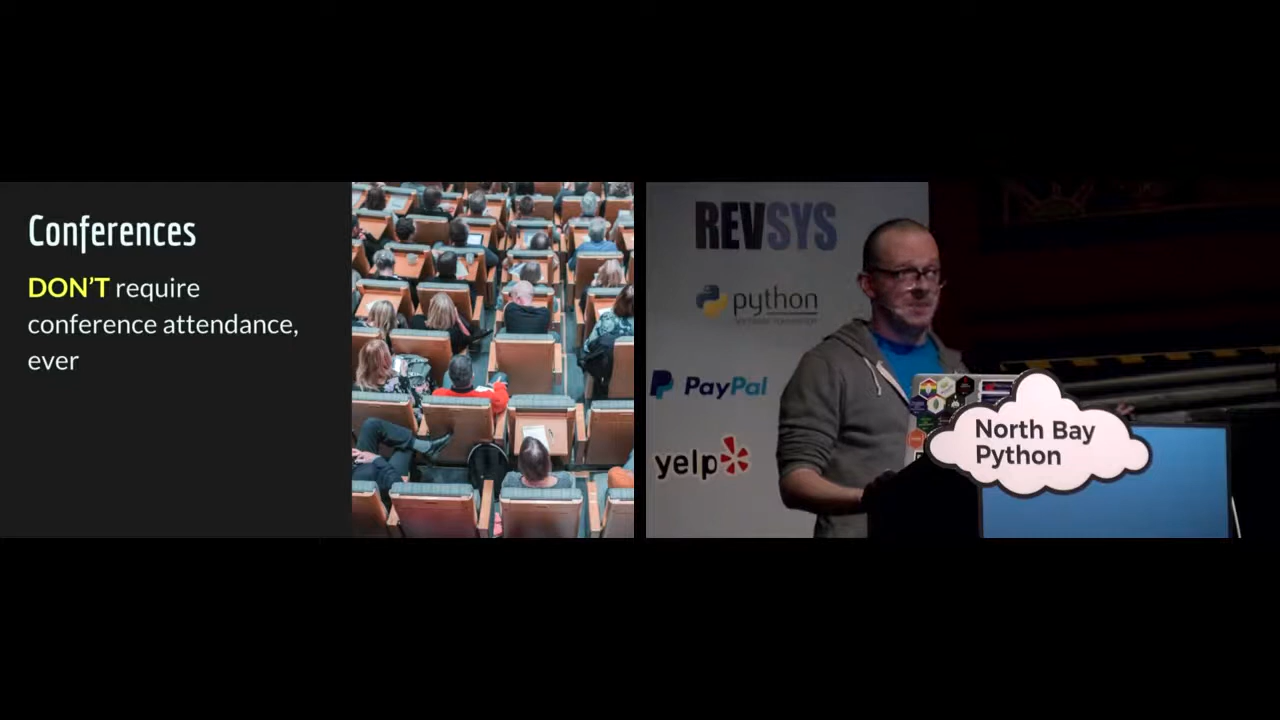 Conferences
DON'T require
conference attendance,
ever
REVSYS
python
PayPal
yelp
North Bay
Python